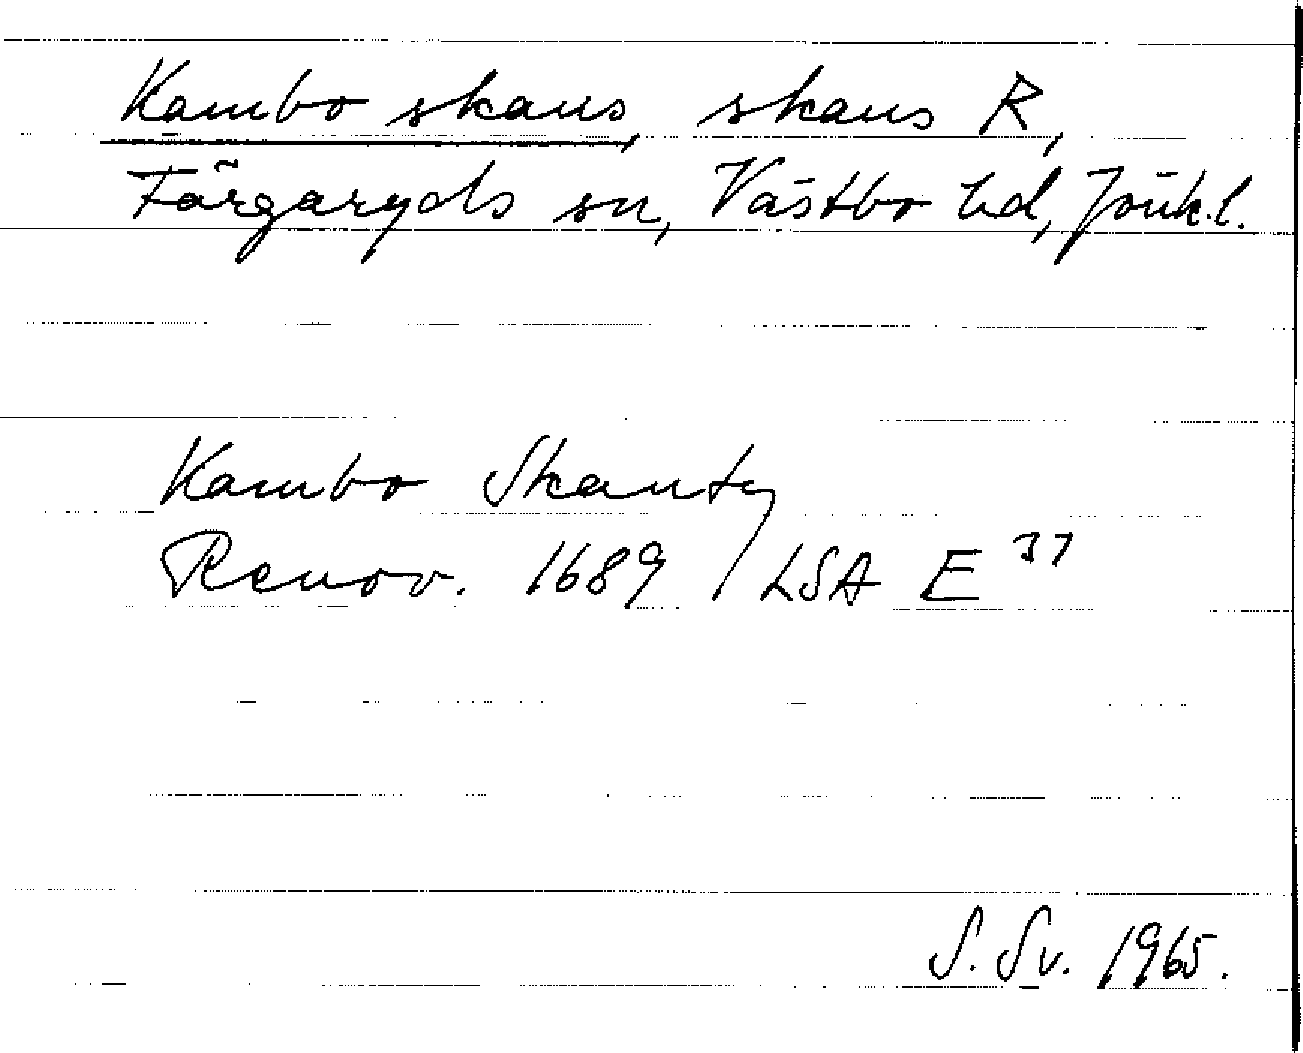 Kambo skans, skans R,
Färgaryds sn, Västbo hd, Jönk.l.
Kambo Skantz
Renov. 1689 / LSA E 37
S. Sv. 1965.